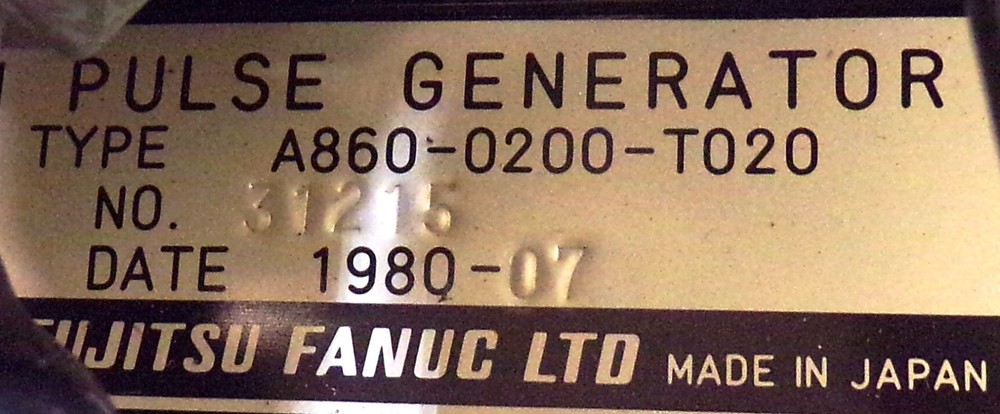 PULSE GENERATOR
TYPE A860-0200-T020
NO. 31215
DATE 1980-07
FUJITSU FANUC LTD MADE IN JAPAN